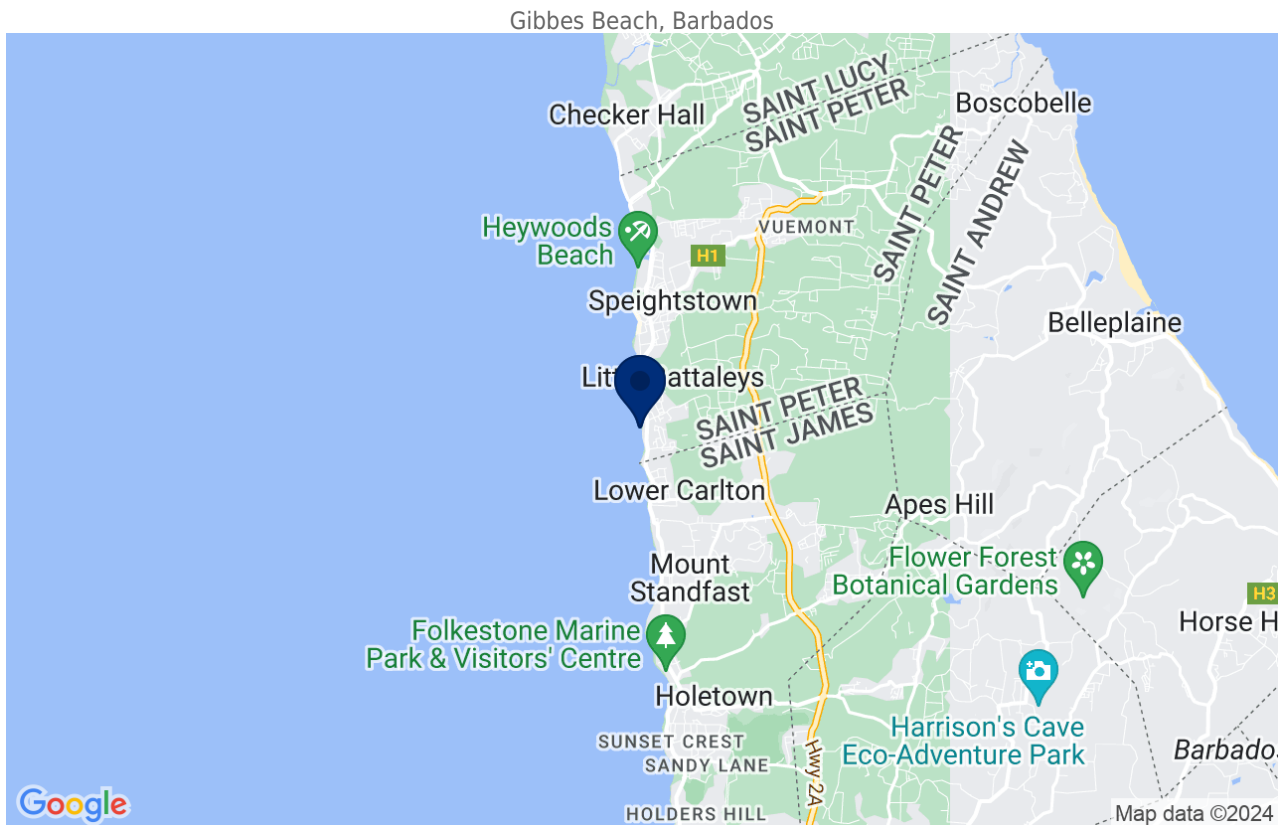 Gibbes Beach, Barbados
SAINT LUCY
SAINT PETER
Boscobelle
Checker Hall
SAINT PETER
SAINT ANDREW
Heywoods
Beach
VUEMONT
H1
Speightstown
Belleplaine
SAINT PETER
SAINT JAMES
Lower Carlton
Apes Hill
Mount
Standfast
Flower Forest
Botanical Gardens
H3
Horse H
Folkestone Marine
Park & Visitors' Centre
Holetown
Harrison's Cave
Eco-Adventure Park
SUNSET CREST
SANDY LANE
Hwy 2A
HOLDERS HILL
Google
Map data ©2024
Barbados